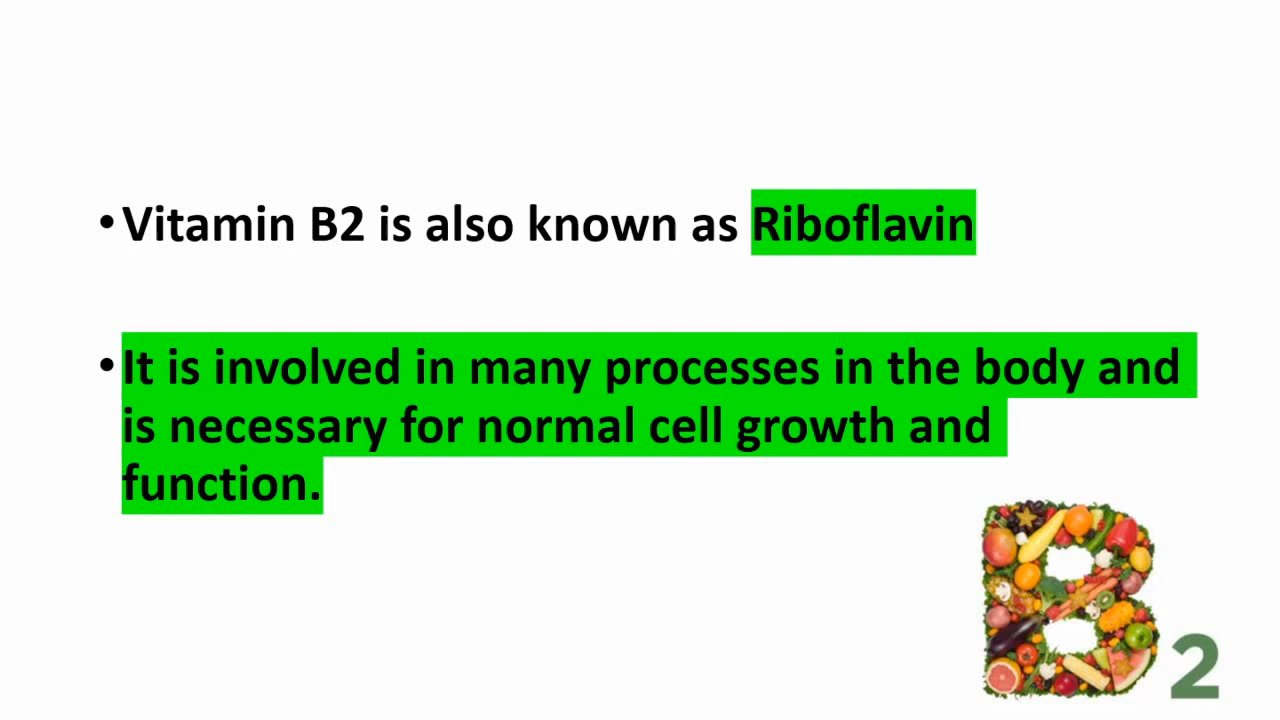 •Vitamin B2 is also known as Riboflavin
•It is involved in many processes in the body and
is necessary for normal cell growth and
function.
B2